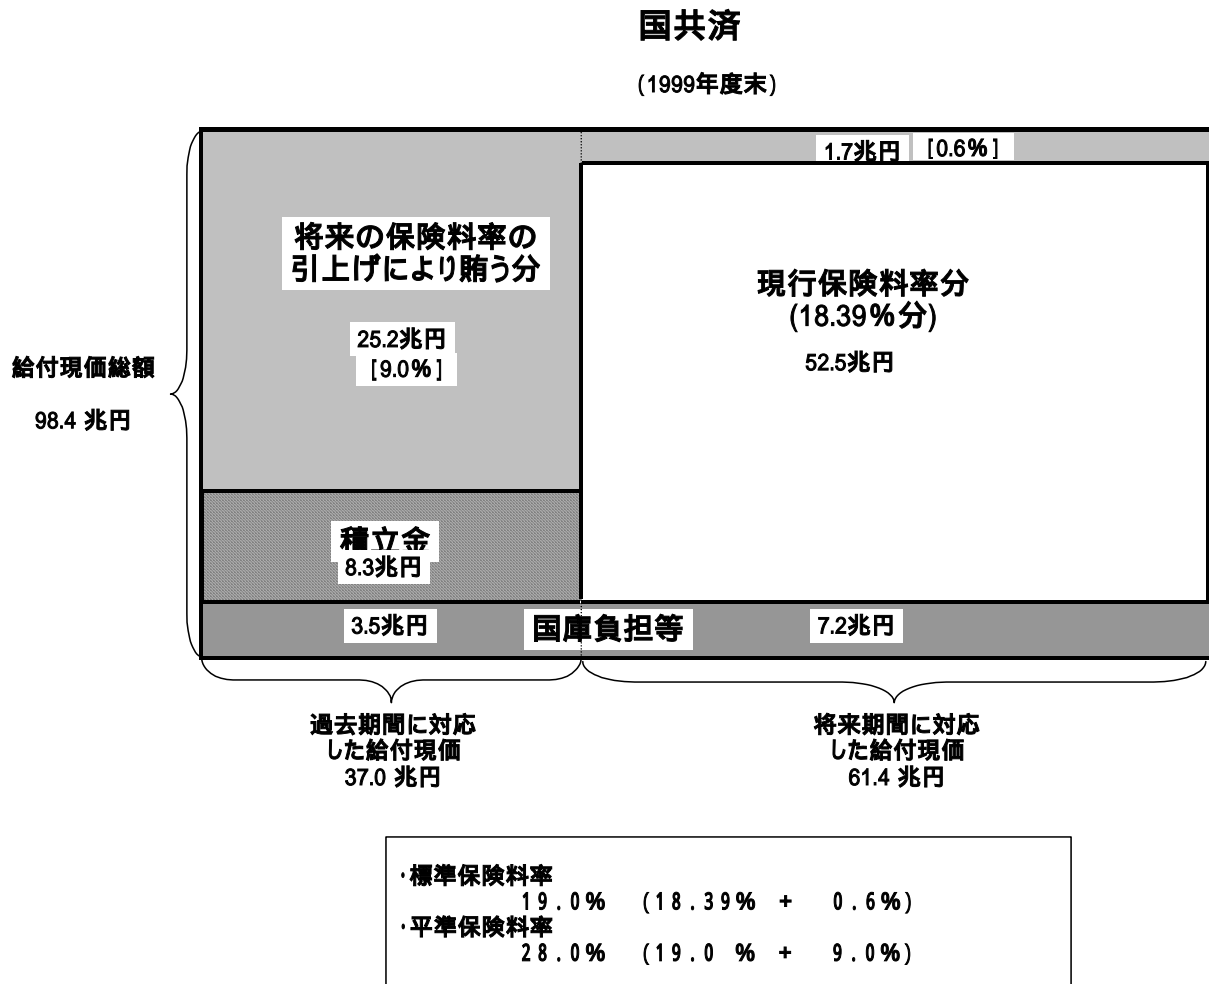 国共済
(1999年度末)
1.7兆円 [0.6%]
将来の保険料率の
引上げにより賄う分
25.2兆円
[9.0%]
現行保険料率分
(18.39%分)
52.5兆円
給付現価総額
98.4 兆円
積立金
8.3兆円
3.5兆円
国庫負担等
7.2兆円
過去期間に対応
した給付現価
37.0 兆円
将来期間に対応
した給付現価
61.4 兆円
・標準保険料率
19.0% (18.39% + 0.6%)
・平準保険料率
28.0% (19.0 % + 9.0%)